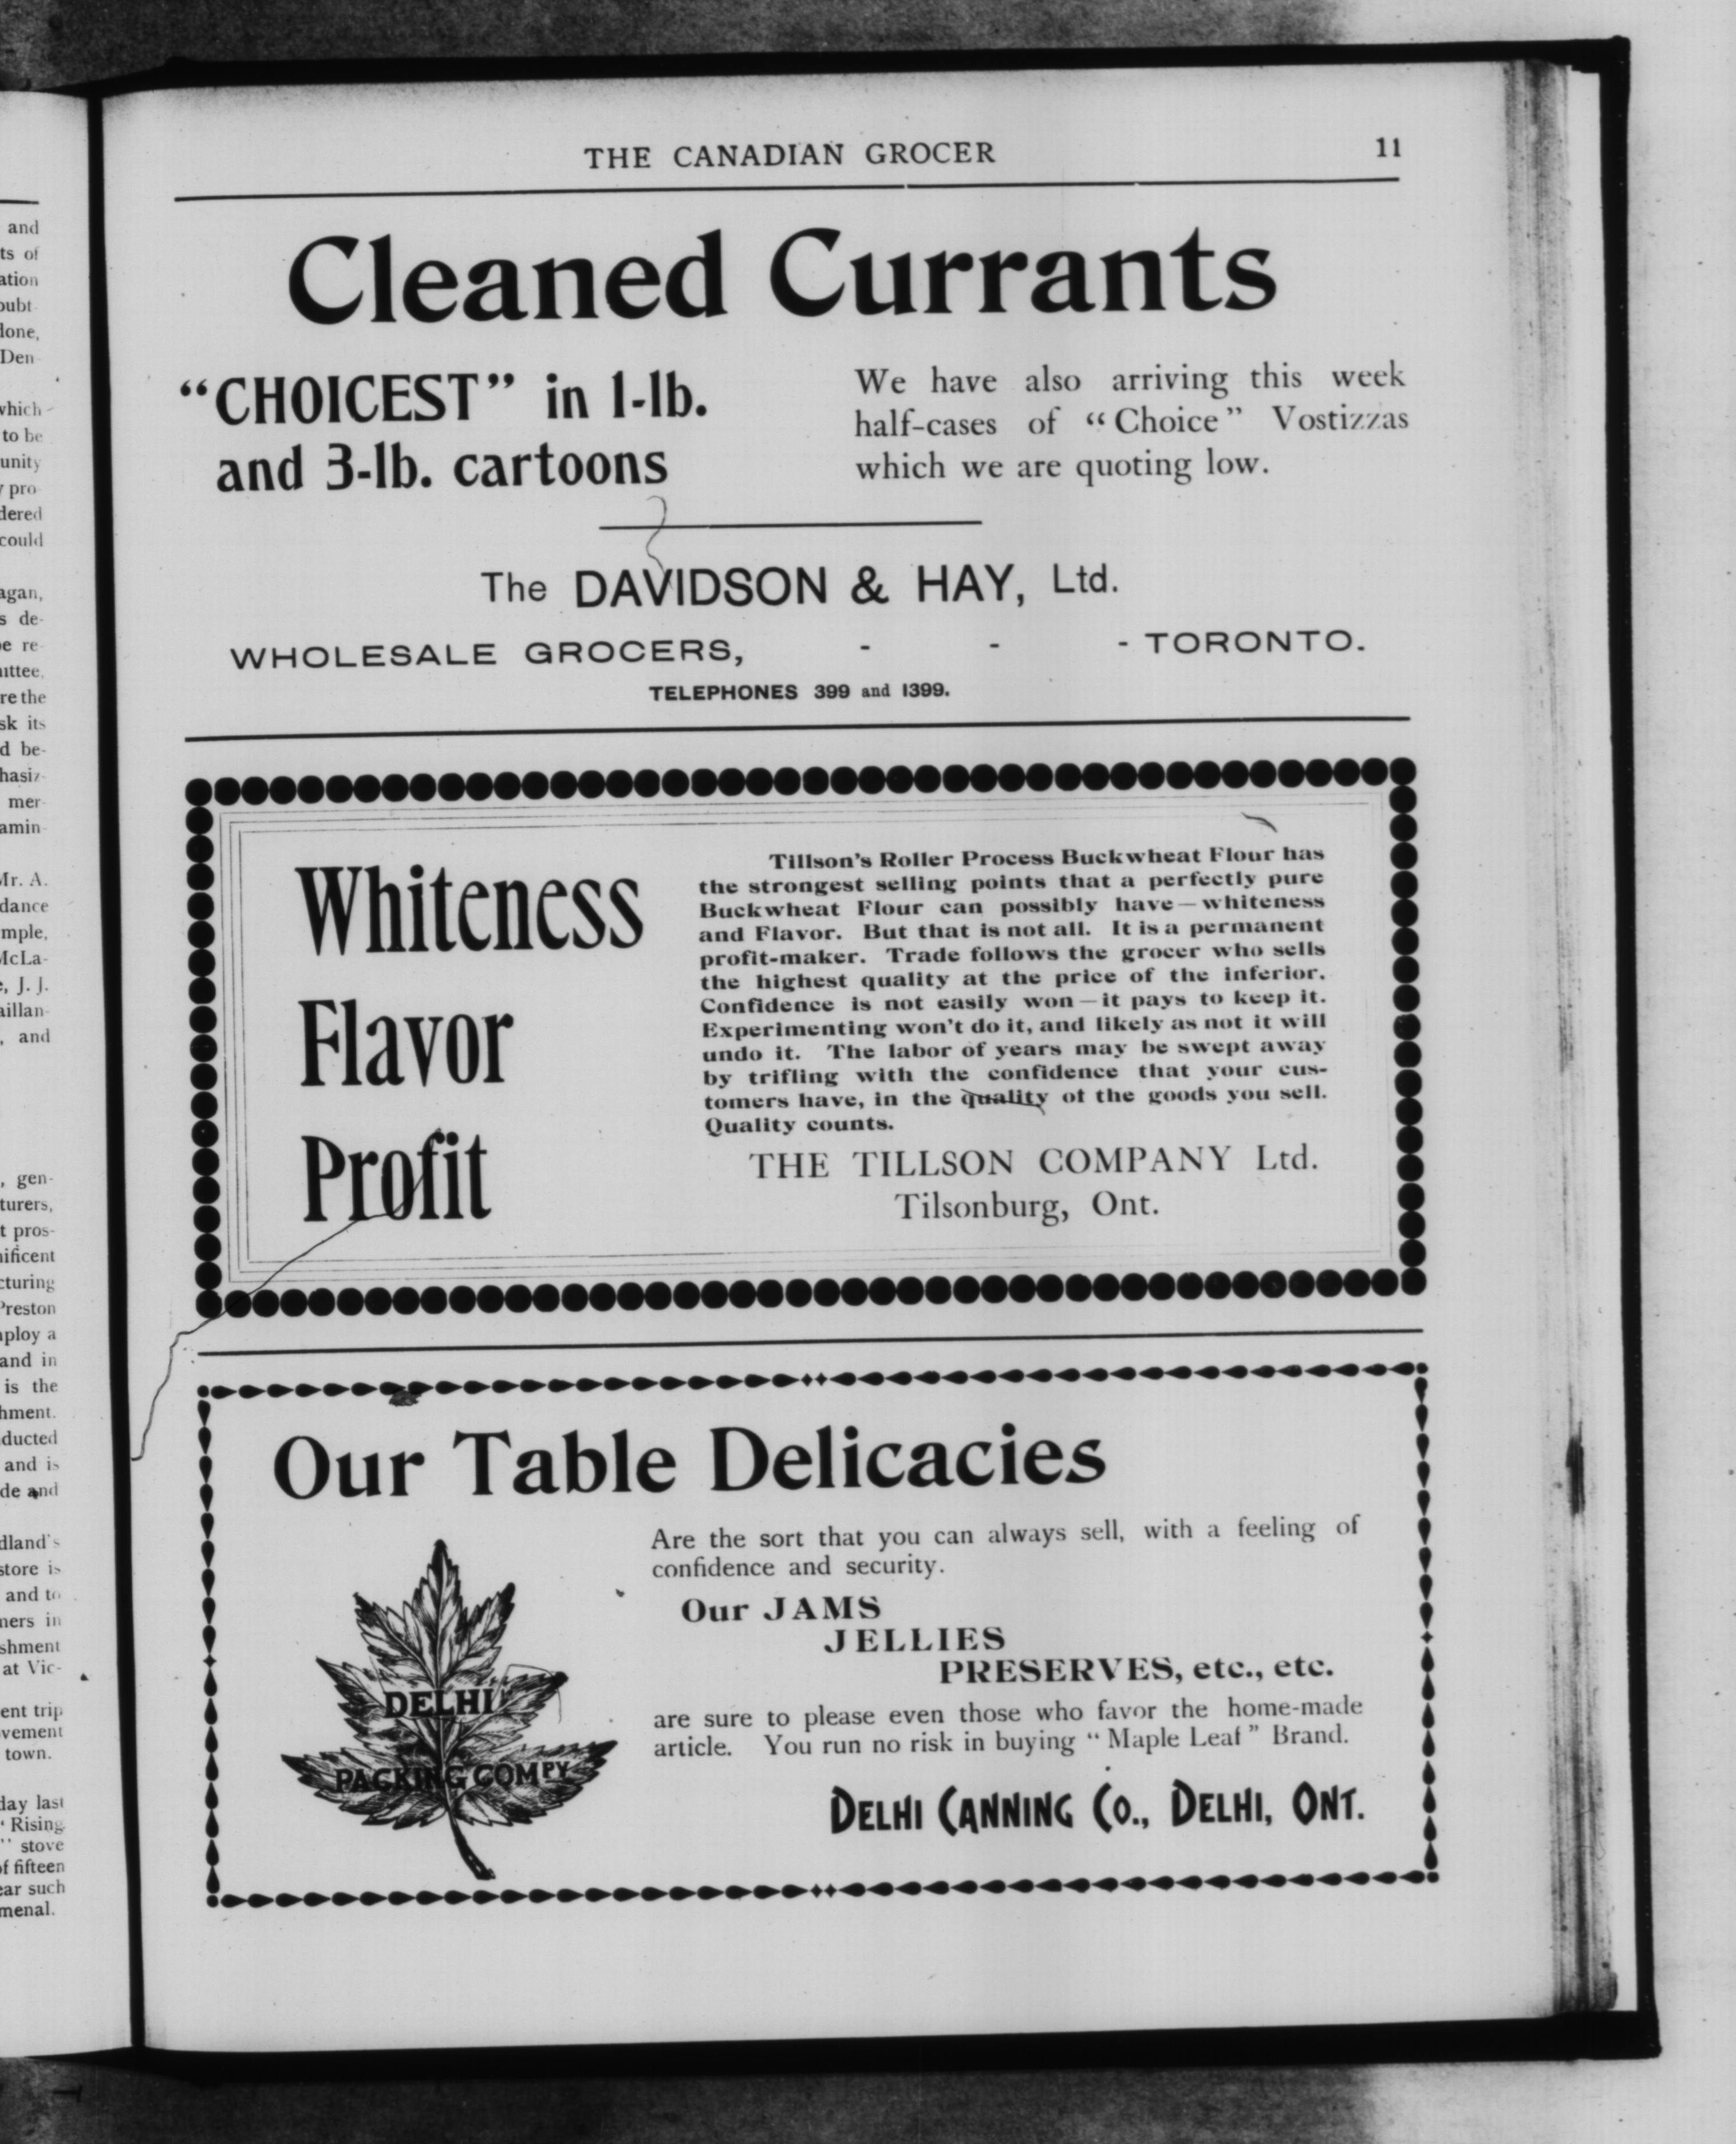 THE CANADIAN GROCER 11
Cleaned Currants
“CHOICEST” in 1-lb.
and 3-lb. cartoons
We have also arriving this week
half-cases of “Choice” Vostizzas
which we are quoting low.
The DAVIDSON & HAY, Ltd.
WHOLESALE GROCERS, - - - TORONTO.
TELEPHONES 399 and 1399.
Whiteness
Flavor
Profit
Tillson's Roller Process Buckwheat Flour has
the strongest selling points that a perfectly pure
Buckwheat Flour can possibly have—whiteness
and Flavor. But that is not all. It is a permanent
profit-maker. Trade follows the grocer who sells
the highest quality at the price of the inferior.
Confidence is not easily won—it pays to keep it.
Experimenting won't do it, and likely as not it will
undo it. The labor of years may be swept away
by trifling with the confidence that your cus-
tomers have, in the quality of the goods you sell.
Quality counts.
THE TILLSON COMPANY Ltd.
Tilsonburg, Ont.
Our Table Delicacies
DELHI
PACKING COMPY
Are the sort that you can always sell, with a feeling of
confidence and security.
Our JAMS
JELLIES
PRESERVES, etc., etc.
are sure to please even those who favor the home-made
article. You run no risk in buying “Maple Leaf” Brand.
DELHI CANNING CO., DELHI, ONT.